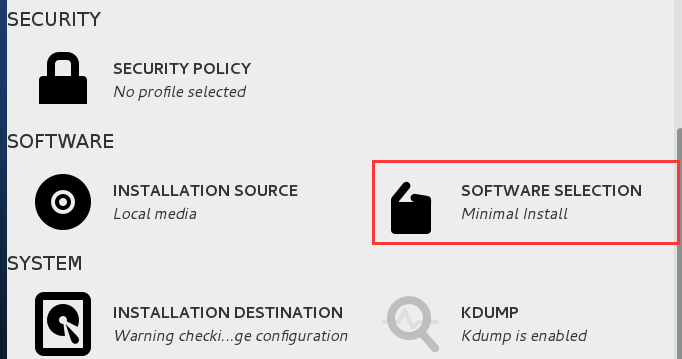 SECURITY
SECURITY POLICY
No profile selected
SOFTWARE
INSTALLATION SOURCE
Local media
SOFTWARE SELECTION
Minimal Install
SYSTEM
INSTALLATION DESTINATION
Warning checki...ge configuration
KDUMP
Kdump is enabled